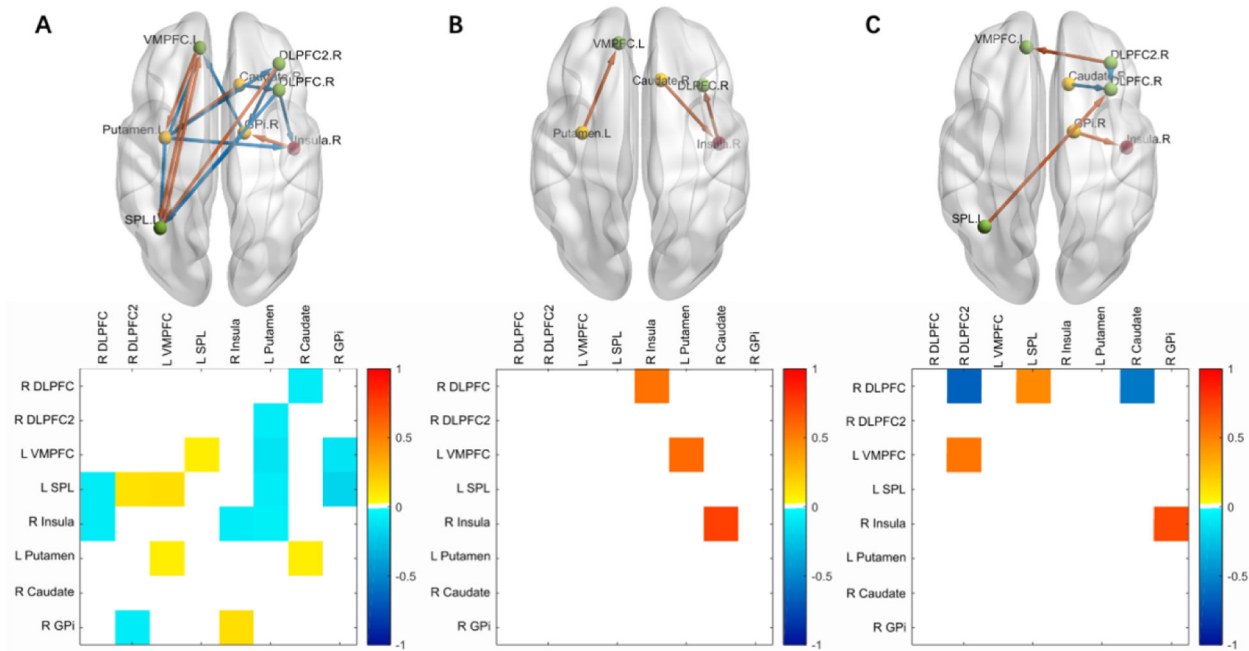 A
B
C
VMPFC.L
DLPFC2.R
Caudate.R
DLPFC.R
Putamen.L
GPi.R
Insula.R
SPL.L
VMPFC.L
Caudate.R
DLPFC.R
Putamen.L
Insula.R
VMPFC.L
DLPFC2.R
Caudate.R
DLPFC.R
GPi.R
Insula.R
SPL.L
R DLPFC
R DLPFC2
L VMPFC
L SPL
R Insula
L Putamen
R Caudate
R GPi
R DLPFC
R DLPFC2
L VMPFC
L SPL
R Insula
L Putamen
R Caudate
R GPi
1
0.5
0
-0.5
-1
R DLPFC
R DLPFC2
L VMPFC
L SPL
R Insula
L Putamen
R Caudate
R GPi
R DLPFC
R DLPFC2
L VMPFC
L SPL
R Insula
L Putamen
R Caudate
R GPi
1
0.5
0
-0.5
-1
R DLPFC
R DLPFC2
L VMPFC
L SPL
R Insula
L Putamen
R Caudate
R GPi
R DLPFC
R DLPFC2
L VMPFC
L SPL
R Insula
L Putamen
R Caudate
R GPi
1
0.5
0
-0.5
-1